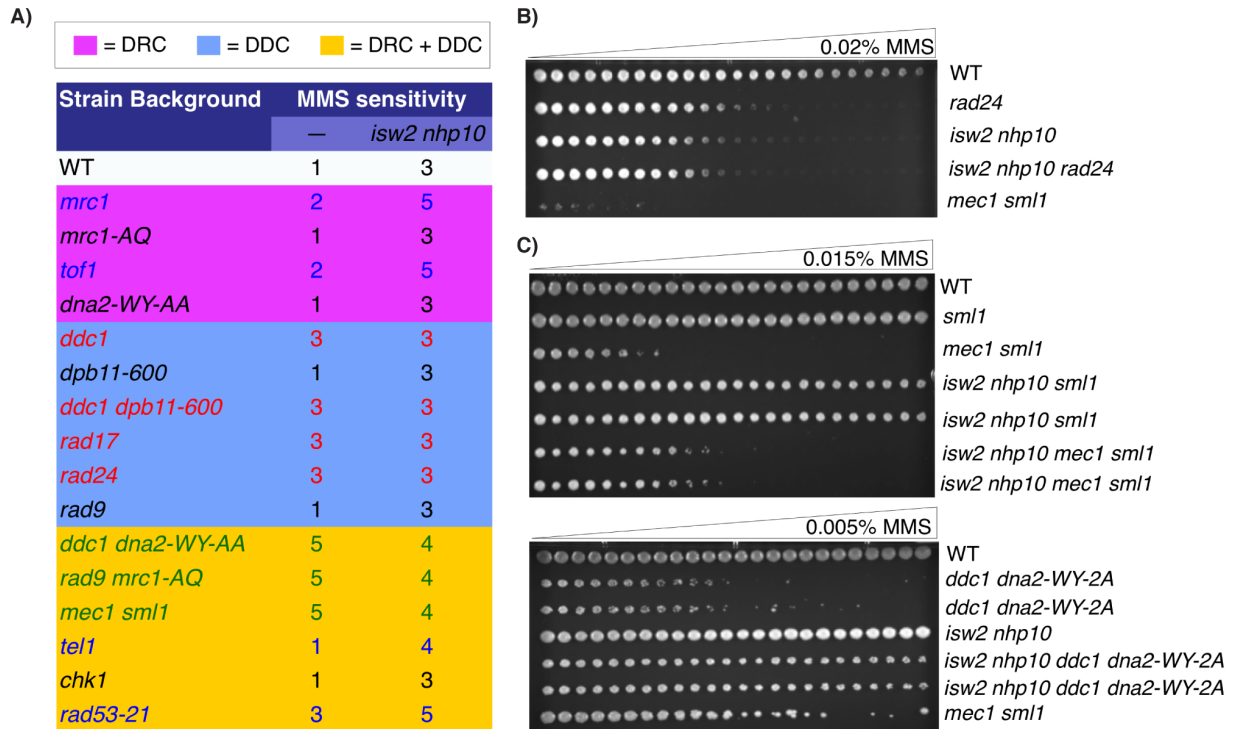 A)
= DRC = DDC = DRC + DDC
Strain Background MMS sensitivity
— isw2 nhp10
WT 1 3
mrc1 2 5
mrc1-AQ 1 3
tof1 2 5
dna2-WY-AA 1 3
ddc1 3 3
dpb11-600 1 3
ddc1 dpb11-600 3 3
rad17 3 3
rad24 3 3
rad9 1 3
ddc1 dna2-WY-AA 5 4
rad9 mrc1-AQ 5 4
mec1 sml1 5 4
tel1 1 4
chk1 1 3
rad53-21 3 5
B)
0.02% MMS
WT
rad24
isw2 nhp10
isw2 nhp10 rad24
mec1 sml1
C)
0.015% MMS
WT
sml1
mec1 sml1
isw2 nhp10 sml1
isw2 nhp10 sml1
isw2 nhp10 mec1 sml1
isw2 nhp10 mec1 sml1
0.005% MMS
WT
ddc1 dna2-WY-2A
ddc1 dna2-WY-2A
isw2 nhp10
isw2 nhp10 ddc1 dna2-WY-2A
isw2 nhp10 ddc1 dna2-WY-2A
mec1 sml1